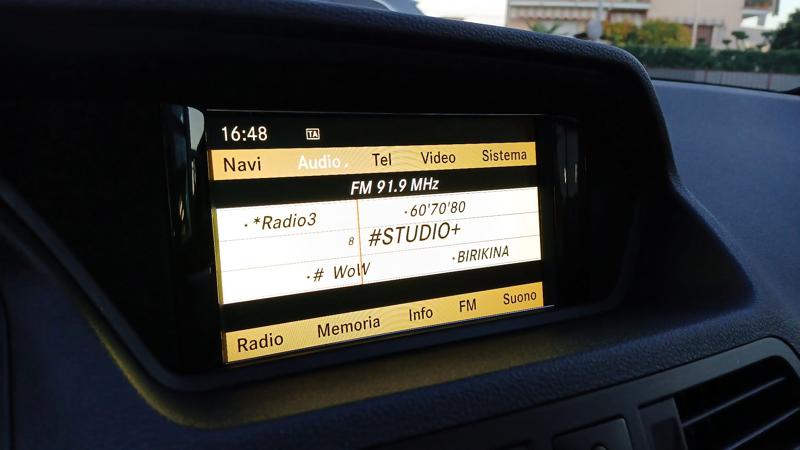 16:48 TA
Navi Audio Tel Video Sistema
FM 91.9 MHz
·*Radio3 ·60'70'80
8 #STUDIO+
·# WoW ·BIRIKINA
Radio Memoria Info FM Suono